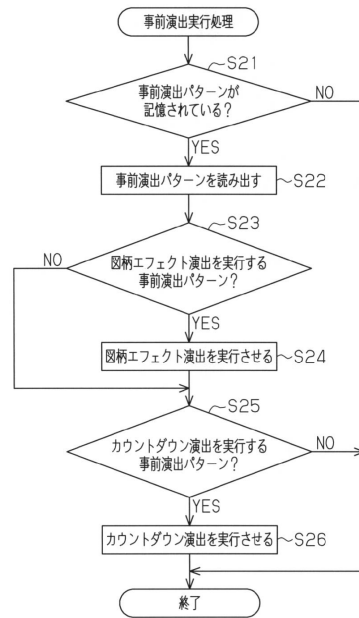 事前演出実行処理
S21
事前演出パターンが
記憶されている?
NO
YES
事前演出パターンを読み出す
S22
S23
NO
図柄エフェクト演出を実行する
事前演出パターン?
YES
図柄エフェクト演出を実行させる
S24
S25
カウントダウン演出を実行する
事前演出パターン?
NO
YES
カウントダウン演出を実行させる
S26
終了